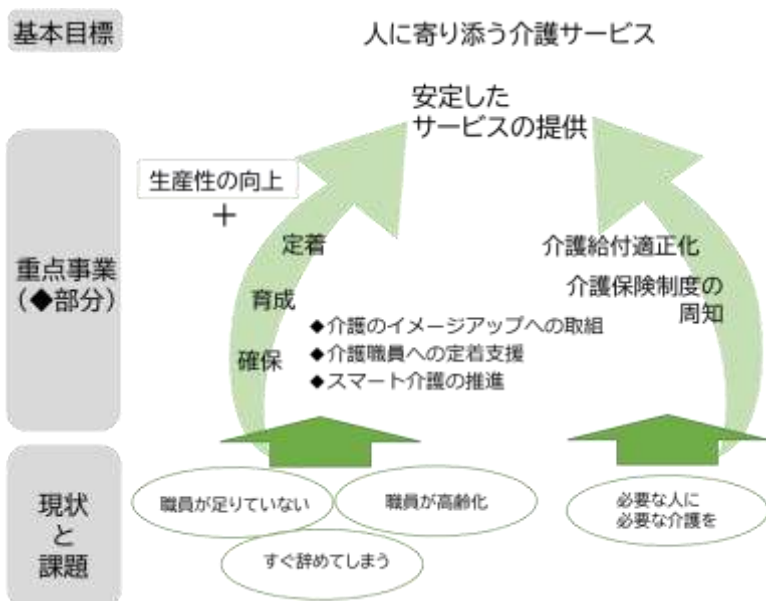 基本目標
人に寄り添う介護サービス
安定した
サービスの提供
重点事業
(◆部分)
生産性の向上
＋
定着
育成
確保
◆介護のイメージアップへの取組
◆介護職員への定着支援
◆スマート介護の推進
介護給付適正化
介護保険制度の
周知
現状
と
課題
職員が足りていない
職員が高齢化
すぐ辞めてしまう
必要な人に
必要な介護を